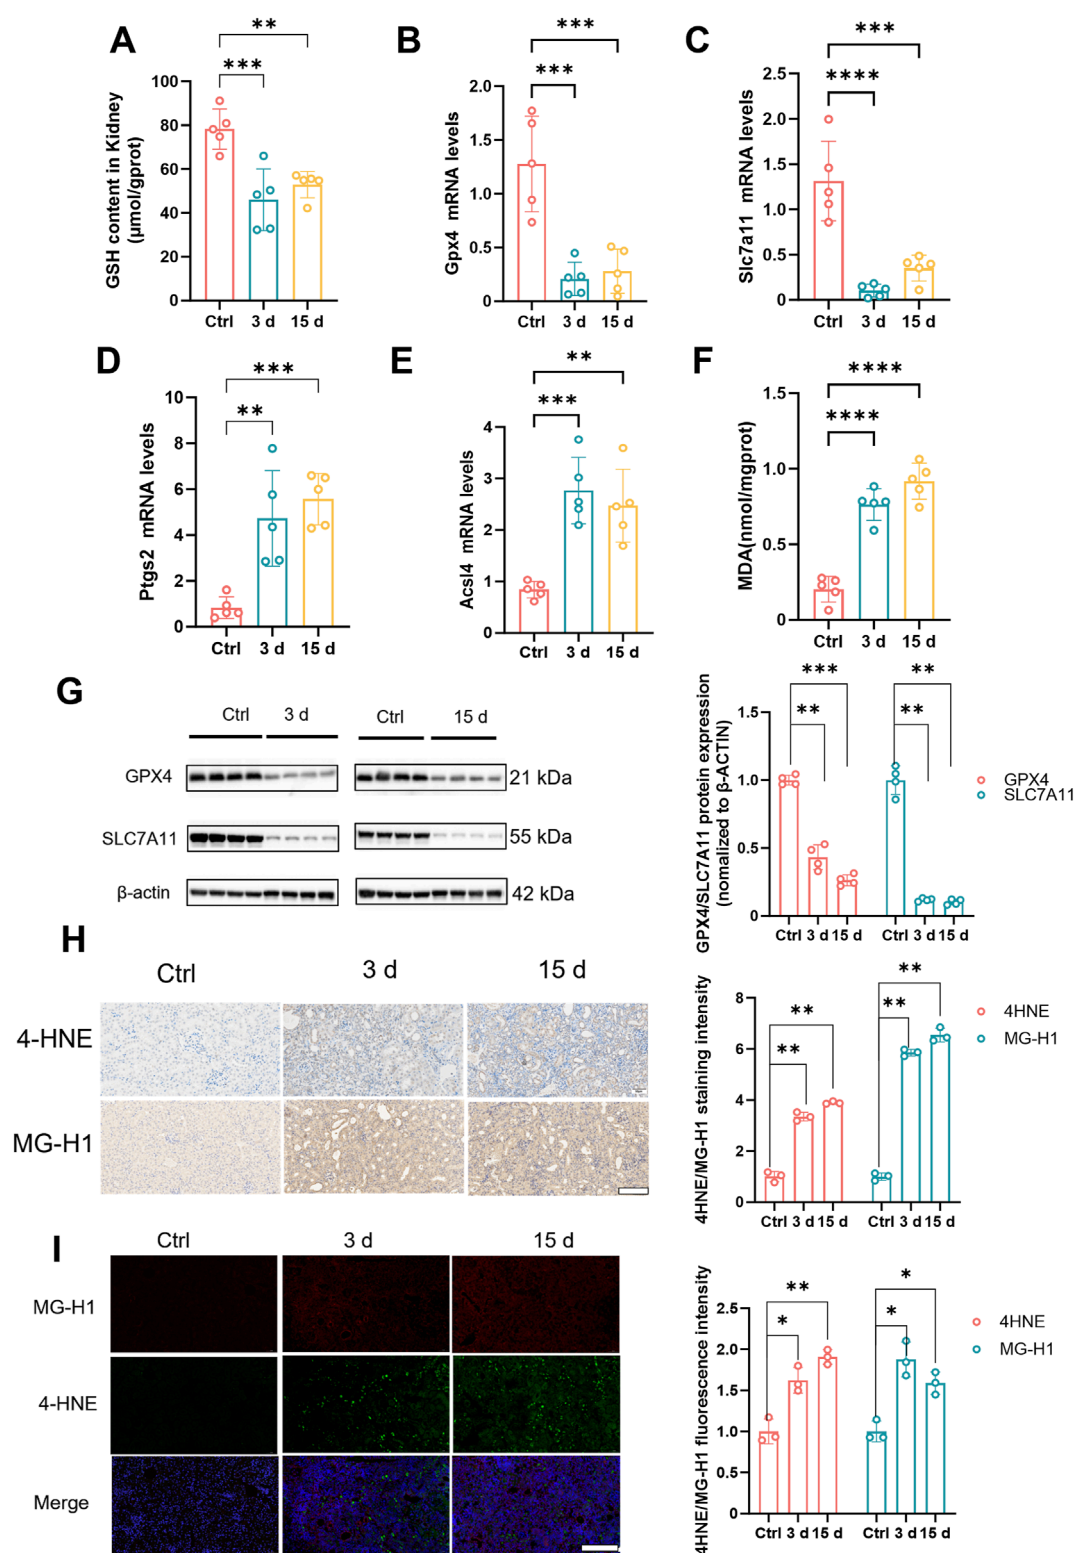 A
GSH content in Kidney
(μmol/gprot)
100
80
60
40
20
0
***
**
Ctrl 3 d 15 d
B
Gpx4 mRNA levels
2.0
1.5
1.0
0.5
0.0
***
***
Ctrl 3 d 15 d
C
Slc7a11 mRNA levels
2.5
2.0
1.5
1.0
0.5
0.0
****
***
Ctrl 3 d 15 d
D
Ptgs2 mRNA levels
10
8
6
4
2
0
**
***
Ctrl 3 d 15 d
E
Acsl4 mRNA levels
4
3
2
1
0
***
**
Ctrl 3 d 15 d
F
MDA(nmol/mgprot)
1.5
1.0
0.5
0.0
****
****
Ctrl 3 d 15 d
G
Ctrl 3 d Ctrl 15 d
GPX4 21 kDa
SLC7A11 55 kDa
β-actin 42 kDa
GPX4/SLC7A11 protein expression
(nomalized to β-ACTIN)
1.5
1.0
0.5
0
**
***
**
**
Ctrl 3 d 15 d Ctrl 3 d 15 d
GPX4
SLC7A11
H
Ctrl 3 d 15 d
4-HNE
MG-H1
4HNE/MG-H1 staining intensity
8
6
4
2
0
**
**
**
**
Ctrl 3 d 15 d Ctrl 3 d 15 d
4HNE
MG-H1
I
Ctrl 3 d 15 d
MG-H1
4-HNE
Merge
4HNE/MG-H1 fluorescence intensity
2.5
2.0
1.5
1.0
0.5
0
*
**
*
*
Ctrl 3 d 15 d Ctrl 3 d 15 d
4HNE
MG-H1